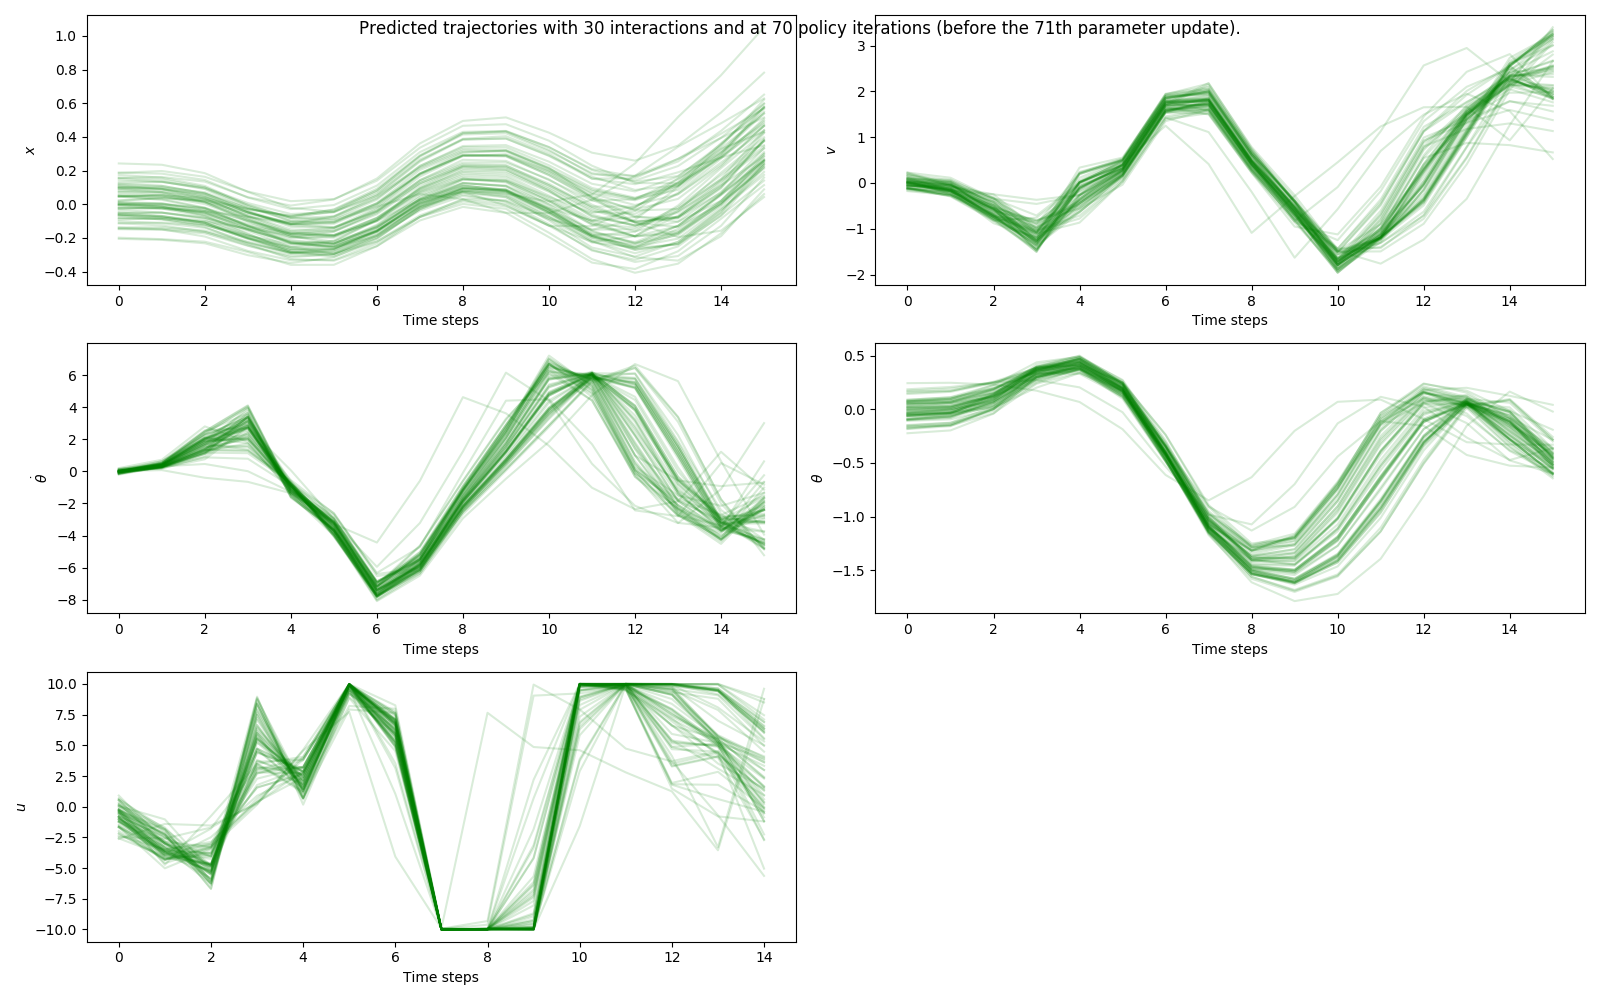 Predicted trajectories with 30 interactions and at 70 policy iterations (before the 71th parameter update).
1.0
0.8
0.6
0.4
0.2
0.0
−0.2
−0.4
x
0 2 4 6 8 10 12 14
Time steps
3
2
1
0
−1
−2
v
0 2 4 6 8 10 12 14
Time steps
6
4
2
0
−2
−4
−6
−8
θ̇
0 2 4 6 8 10 12 14
Time steps
0.5
0.0
−0.5
−1.0
−1.5
θ
0 2 4 6 8 10 12 14
Time steps
10.0
7.5
5.0
2.5
0.0
−2.5
−5.0
−7.5
−10.0
u
0 2 4 6 8 10 12 14
Time steps